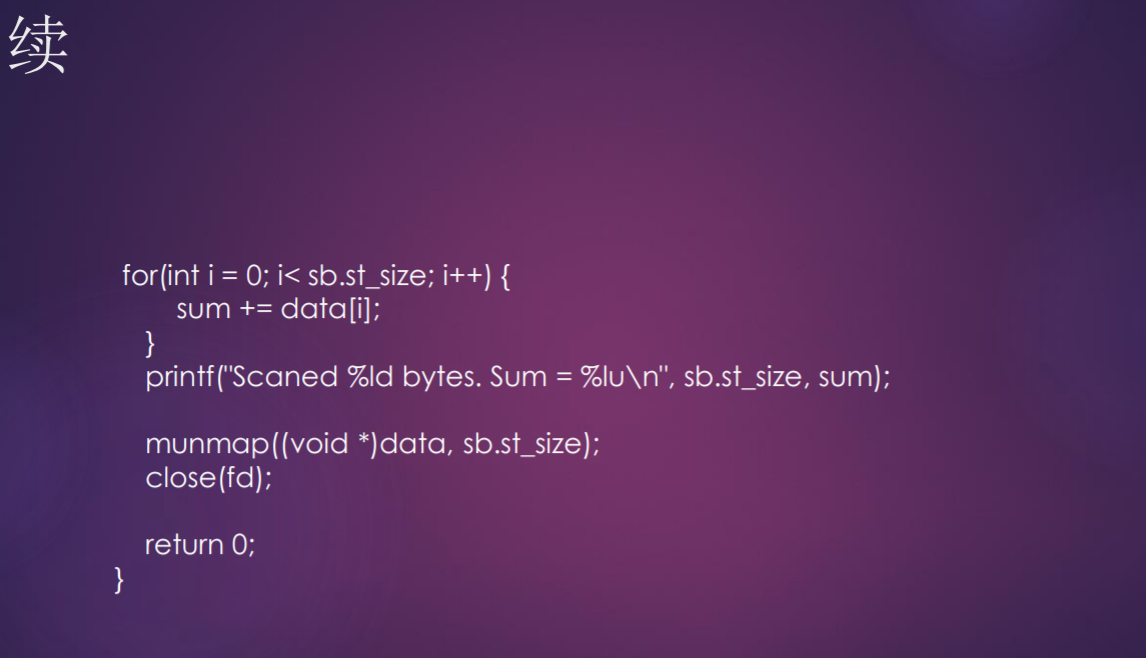 续
for(int i = 0; i< sb.st_size; i++) {
sum += data[i];
}
printf("Scaned %ld bytes. Sum = %lu\n", sb.st_size, sum);
munmap((void *)data, sb.st_size);
close(fd);
return 0;
}